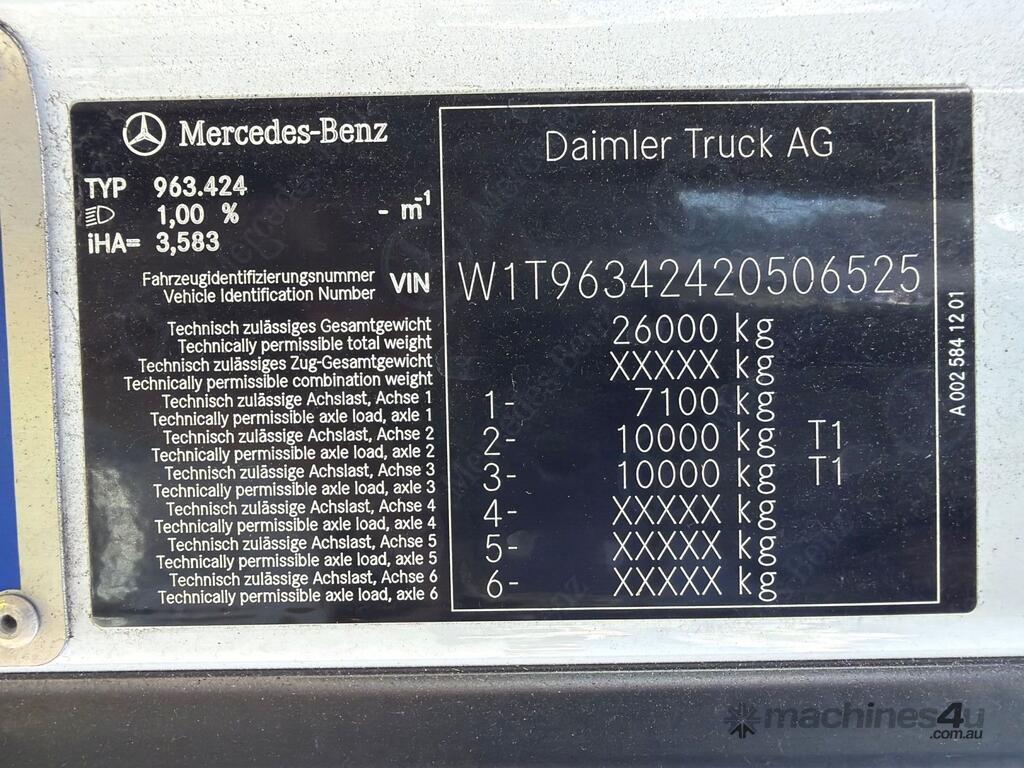 Mercedes-Benz
Daimler Truck AG
TYP 963.424
1,00 % - m-1
iHA= 3,583
Fahrzeugidentifizierungsnummer
Vehicle Identification Number VIN W1T96342420506525
Technisch zulässiges Gesamtgewicht
Technically permissible total weight 26000 kg
Technisch zulässiges Zug-Gesamtgewicht
Technically permissible combination weight XXXXX kg
Technisch zulässige Achslast, Achse 1
Technically permissible axle load, axle 1 1- 7100 kg
Technisch zulässige Achslast, Achse 2
Technically permissible axle load, axle 2 2- 10000 kg T1
Technisch zulässige Achslast, Achse 3
Technically permissible axle load, axle 3 3- 10000 kg T1
Technisch zulässige Achslast, Achse 4
Technically permissible axle load, axle 4 4- XXXXX kg
Technisch zulässige Achslast, Achse 5
Technically permissible axle load, axle 5 5- XXXXX kg
Technisch zulässige Achslast, Achse 6
Technically permissible axle load, axle 6 6- XXXXX kg
A 002 584 12 01
machines4u
.com.au